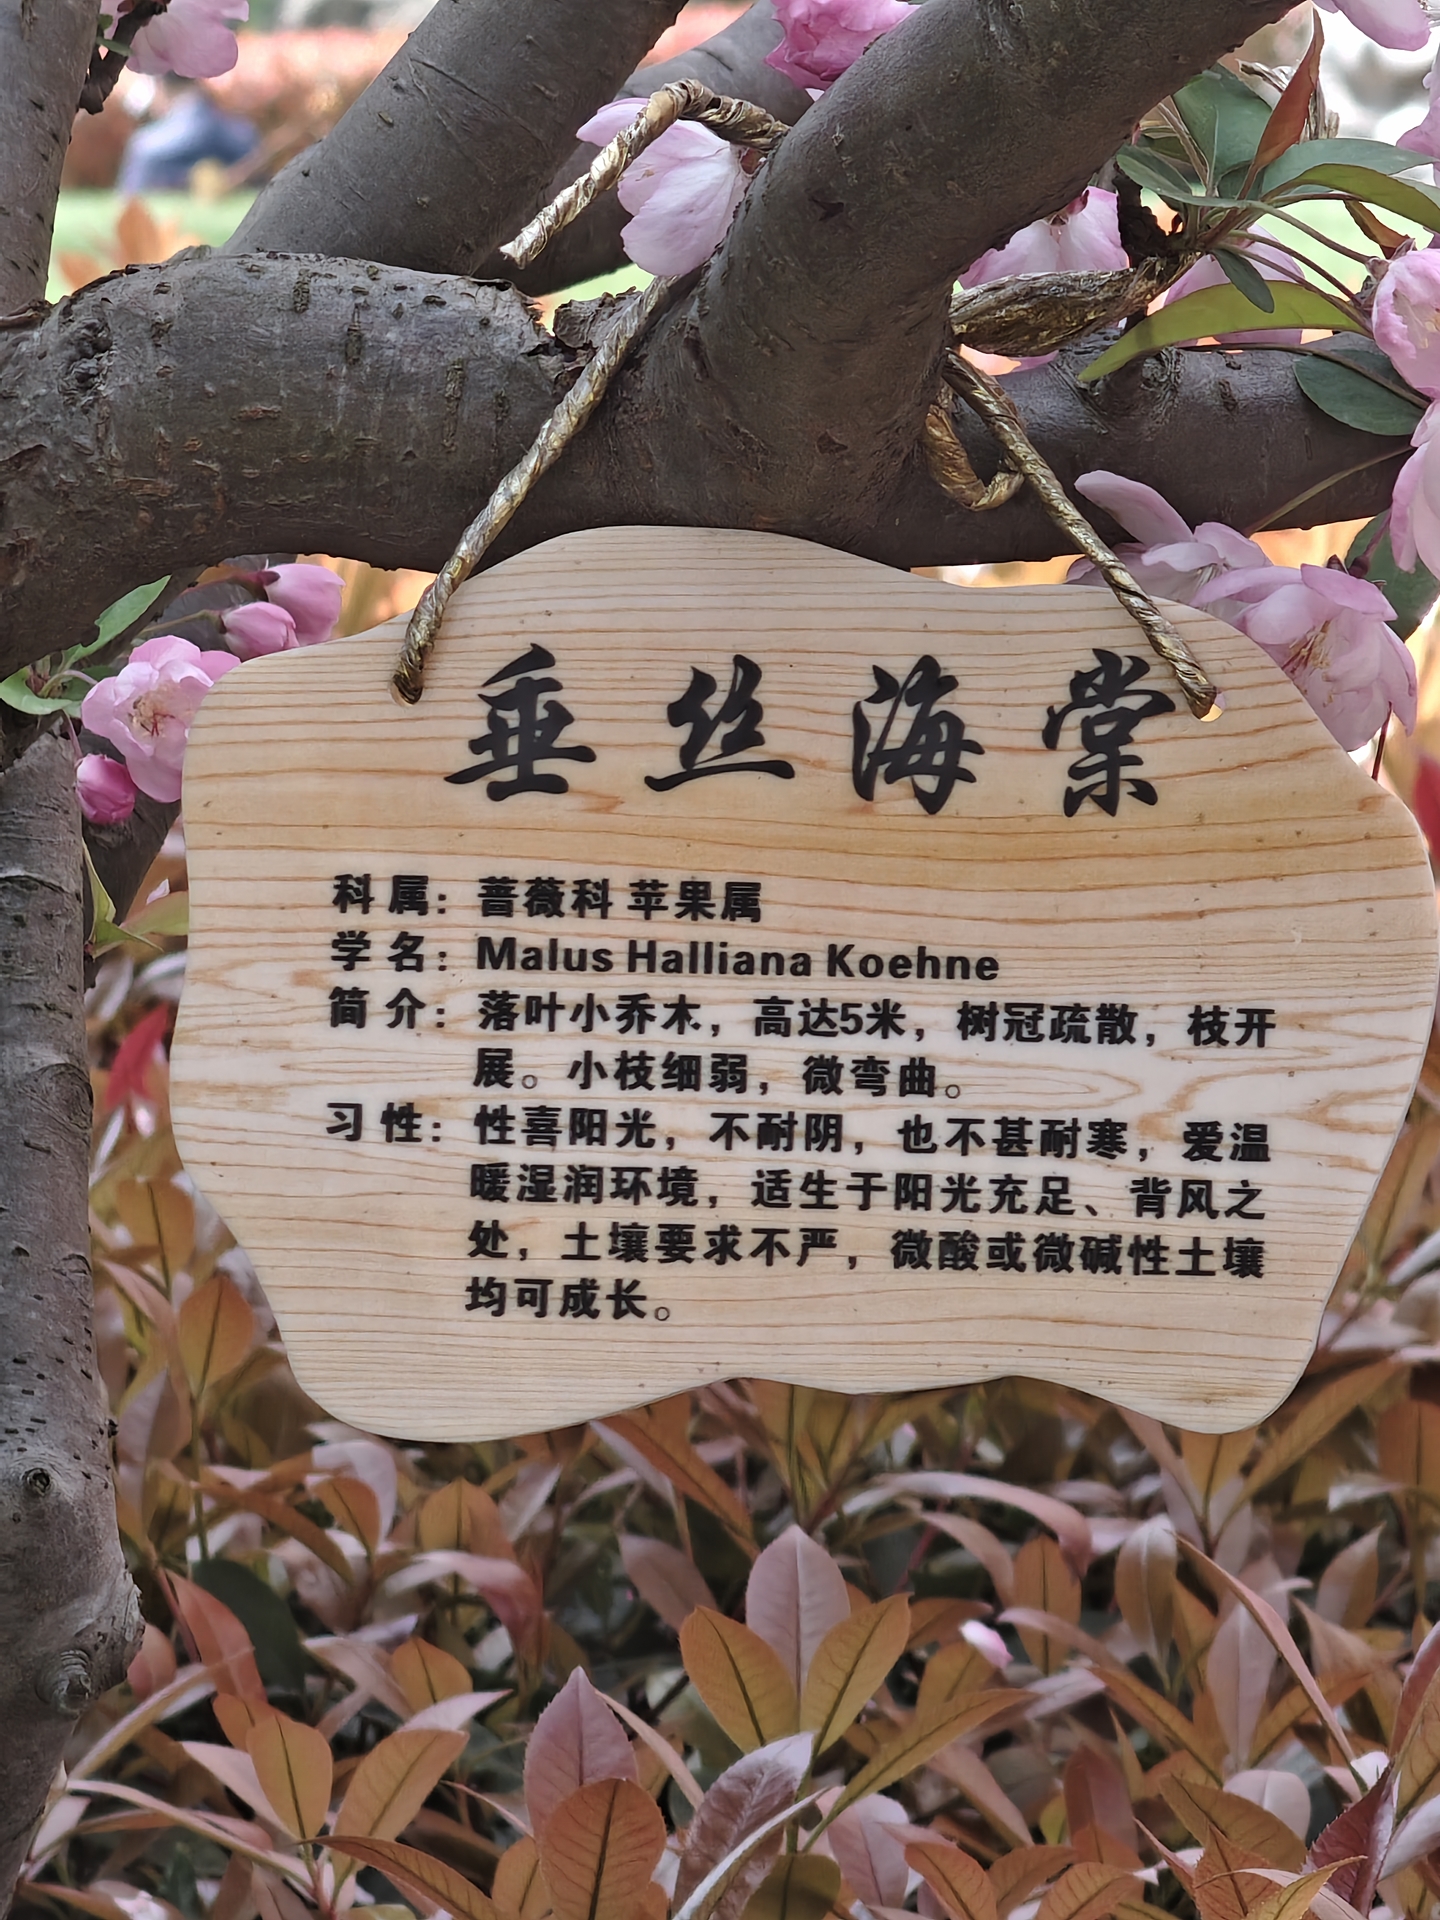 垂丝海棠
科属：蔷薇科 苹果属
学名：Malus Halliana Koehne
简介：落叶小乔木，高达5米，树冠疏散，枝开
展。小枝细弱，微弯曲。
习性：性喜阳光，不耐阴，也不甚耐寒，爱温
暖湿润环境，适生于阳光充足、背风之
处，土壤要求不严，微酸或微碱性土壤
均可成长。